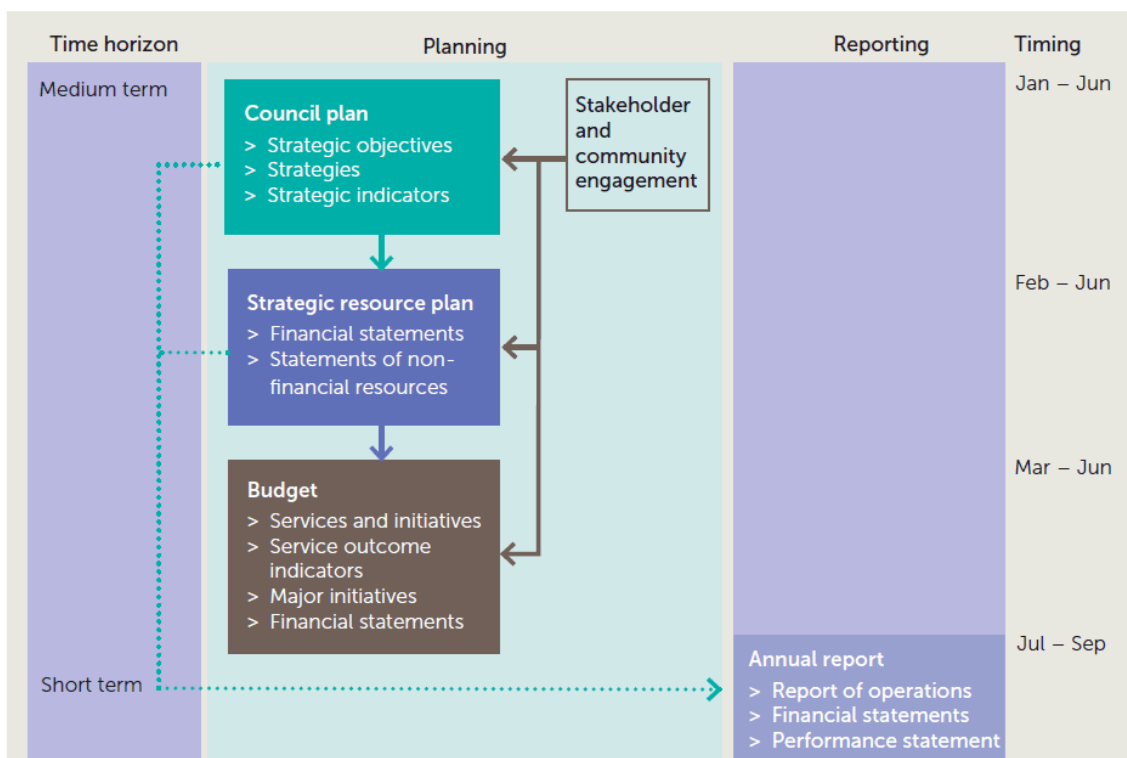 Time horizon
Planning
Reporting
Timing
Medium term
Council plan
> Strategic objectives
> Strategies
> Strategic indicators
Stakeholder
and
community
engagement
Jan – Jun
Strategic resource plan
> Financial statements
> Statements of non-
financial resources
Feb – Jun
Budget
> Services and initiatives
> Service outcome
indicators
> Major initiatives
> Financial statements
Mar – Jun
Short term
Annual report
> Report of operations
> Financial statements
> Performance statement
Jul – Sep